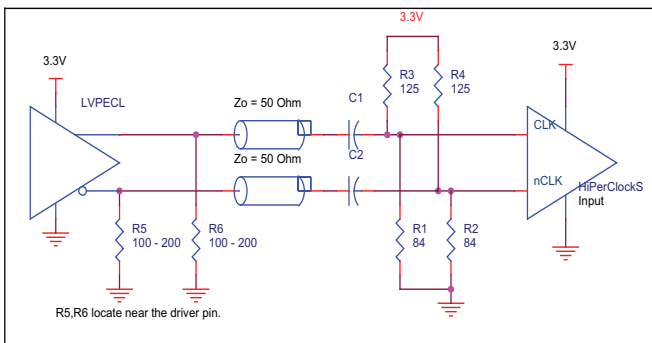 3.3V
3.3V
3.3V
LVPECL
R3
125
R4
125
Zo = 50 Ohm
C1
CLK
Zo = 50 Ohm
C2
nCLK
HiPerClockS
Input
R5
100 - 200
R6
100 - 200
R1
84
R2
84
R5,R6 locate near the driver pin.